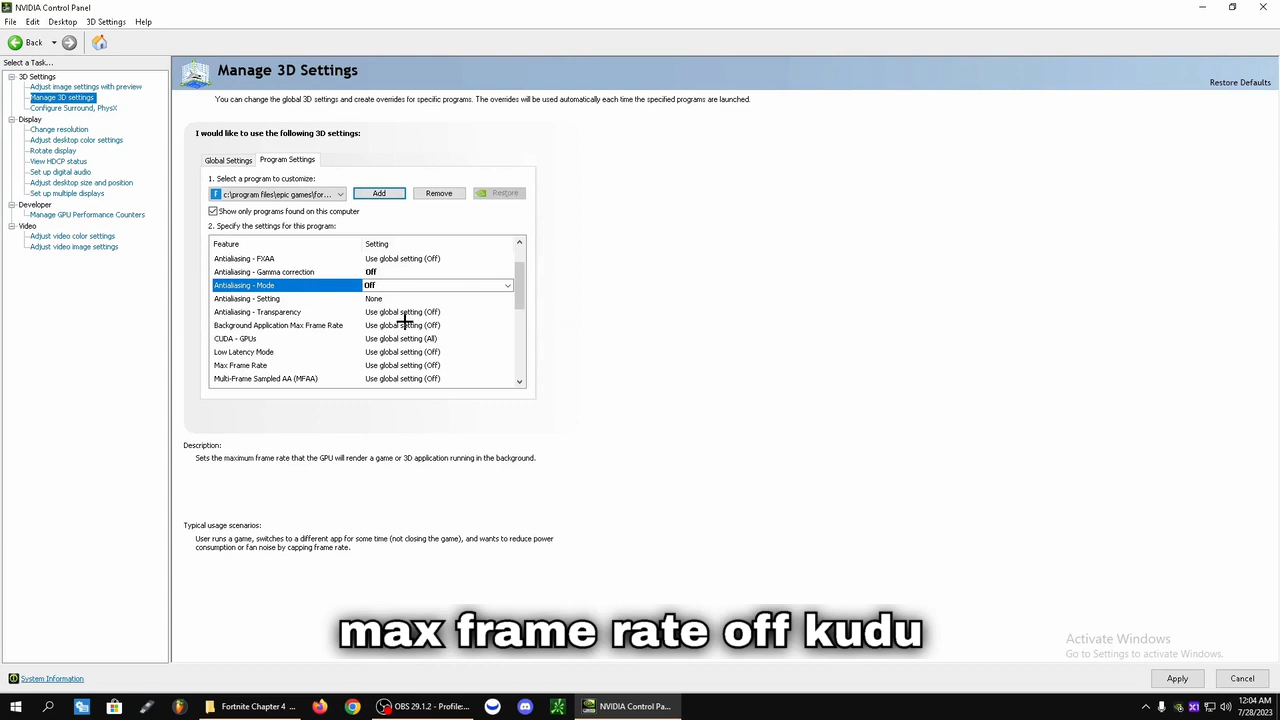 NVIDIA Control Panel
File Edit Desktop 3D Settings Help
Back
Select a Task...
3D Settings
Adjust image settings with preview
Manage 3D settings
Configure Surround, PhysX
Display
Change resolution
Adjust desktop color settings
Rotate display
View HDCP status
Set up digital audio
Adjust desktop size and position
Set up multiple displays
Developer
Manage GPU Performance Counters
Video
Adjust video color settings
Adjust video image settings
Manage 3D Settings
Restore Defaults
You can change the global 3D settings and create overrides for specific programs. The overrides will be used automatically each time the specified programs are launched.
I would like to use the following 3D settings:
Global Settings Program Settings
1. Select a program to customize:
c:\program files\epic games\for... Add Remove Restore
Show only programs found on this computer
2. Specify the settings for this program:
Feature Setting
Antialiasing - FXAA Use global setting (Off)
Antialiasing - Gamma correction Off
Antialiasing - Mode Off
Antialiasing - Setting None
Antialiasing - Transparency Use global setting (Off)
Background Application Max Frame Rate Use global setting (Off)
CUDA - GPUs Use global setting (All)
Low Latency Mode Use global setting (Off)
Max Frame Rate Use global setting (Off)
Multi-Frame Sampled AA (MFAA) Use global setting (Off)
Description:
Sets the maximum frame rate that the GPU will render a game or 3D application running in the background.
Typical usage scenarios:
User runs a game, switches to a different app for some time (not closing the game), and wants to reduce power
consumption or fan noise by capping frame rate.
max frame rate off kudu
Activate Windows
Go to Settings to activate Windows.
System Information
Apply Cancel
Fortnite Chapter 4 ... OBS 29.1.2 - Profile:... NVIDIA Control Pa...
12:04 AM
7/28/2023